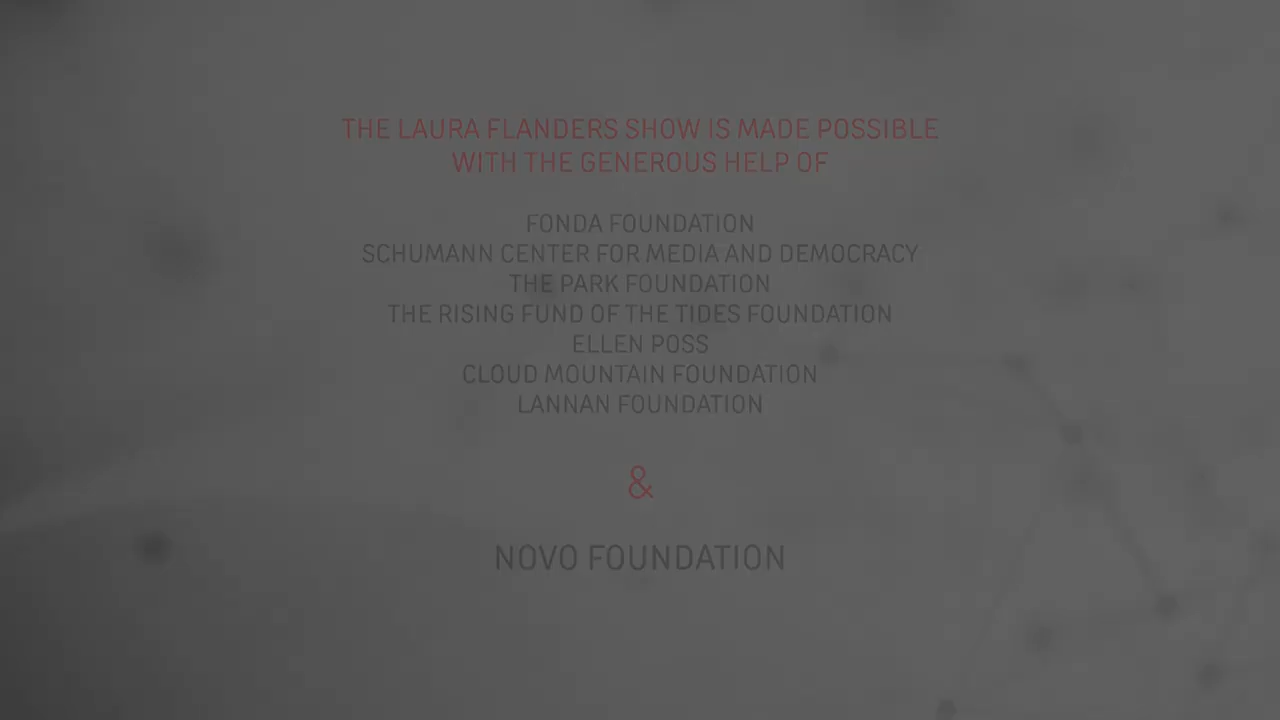 THE LAURA FLANDERS SHOW IS MADE POSSIBLE
WITH THE GENEROUS HELP OF
FONDA FOUNDATION
SCHUMANN CENTER FOR MEDIA AND DEMOCRACY
THE PARK FOUNDATION
THE RISING FUND OF THE TIDES FOUNDATION
ELLEN POSS
CLOUD MOUNTAIN FOUNDATION
LANNAN FOUNDATION
&
NOVO FOUNDATION